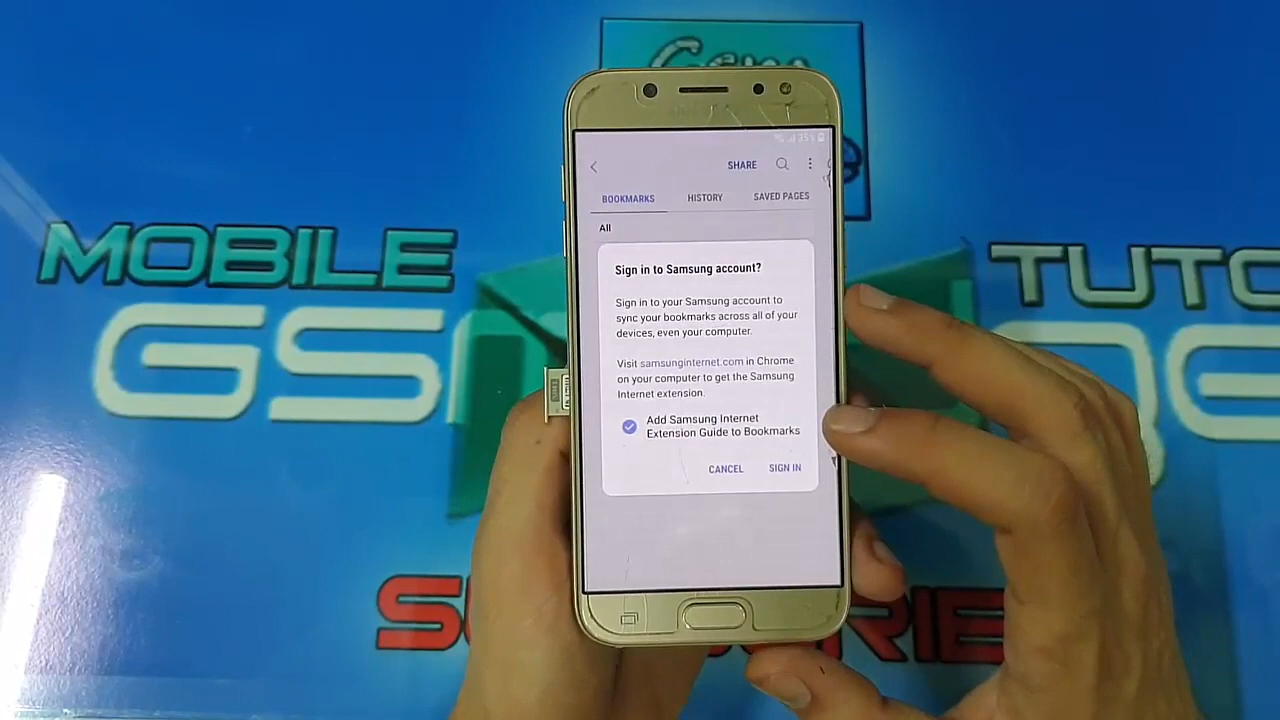 35%
SHARE
BOOKMARKS HISTORY SAVED PAGES
All
Sign in to Samsung account?
Sign in to your Samsung account to
sync your bookmarks across all of your
devices, even your computer.
Visit samsunginternet.com in Chrome
on your computer to get the Samsung
Internet extension.
Add Samsung Internet
Extension Guide to Bookmarks
CANCEL SIGN IN
MOBILE
TUTO
GS